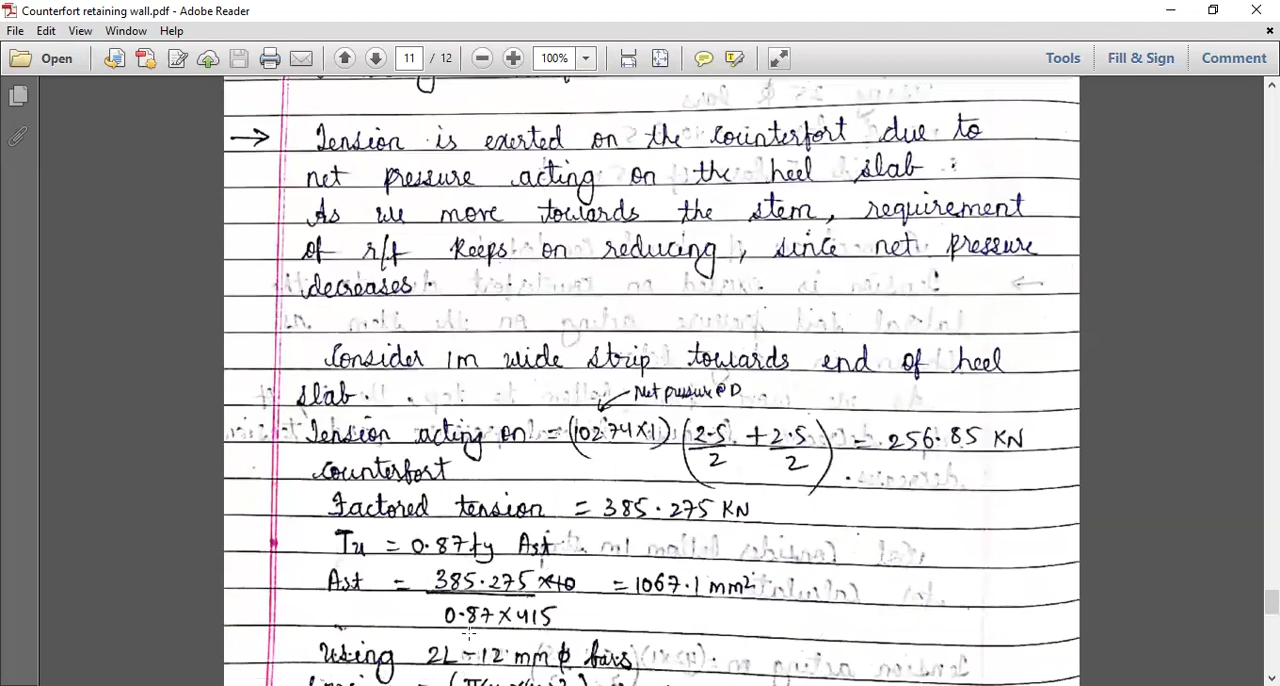 Counterfort retaining wall.pdf - Adobe Reader
File Edit View Window Help
Open 11 / 12 100% Tools Fill & Sign Comment
→ Tension is exerted on the counterfort due to
net pressure acting on the heel slab.
As we move towards the stem, requirement
of r/f keeps on reducing, since net pressure
decreases.
Consider 1m wide strip towards end of heel
slab.
Net pressure @ D
Tension acting on = (102.74×1) (2.5/2 + 2.5/2) = 256.85 KN
counterfort
Factored tension = 385.275 KN
Tu = 0.87 fy Ast
Ast = 385.275 × 10 / 0.87 × 415 = 1067.1 mm²
Using 2L-12 mm ϕ bars